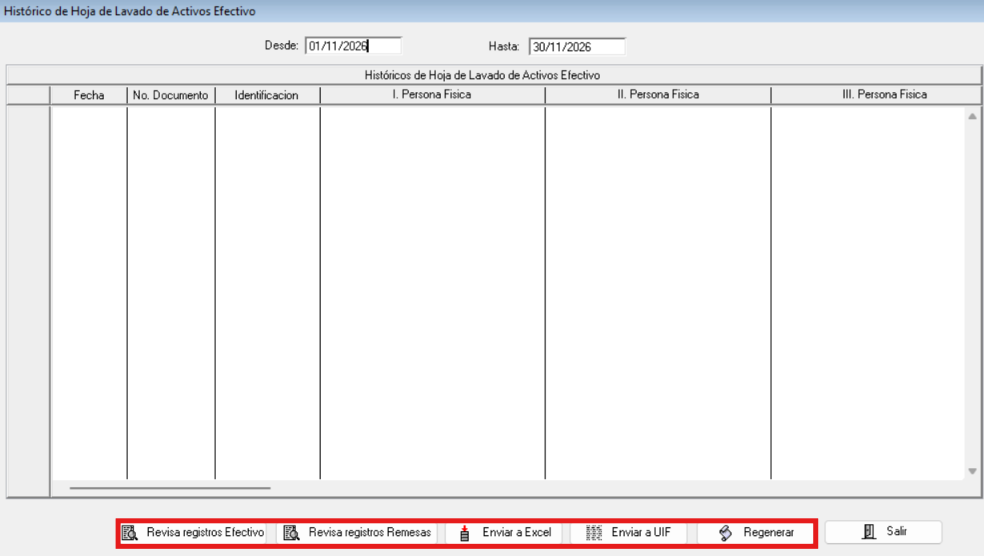 Histórico de Hoja de Lavado de Activos Efectivo
Desde: 01/11/2026 Hasta: 30/11/2026
Históricos de Hoja de Lavado de Activos Efectivo
Fecha No. Documento Identificacion I. Persona Fisica II. Persona Fisica III. Persona Fisica
Revisa registros Efectivo Revisa registros Remesas Enviar a Excel Enviar a UIF Regenerar Salir